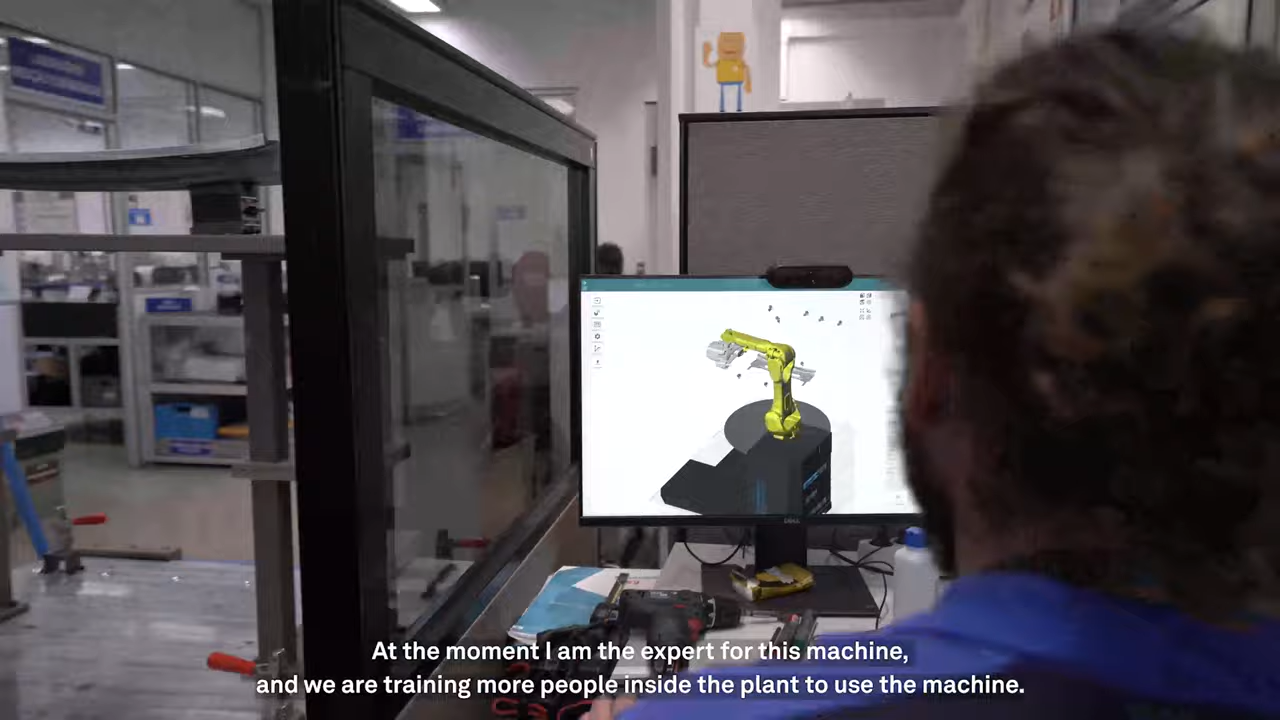 DELL
At the moment I am the expert for this machine,
and we are training more people inside the plant to use the machine.